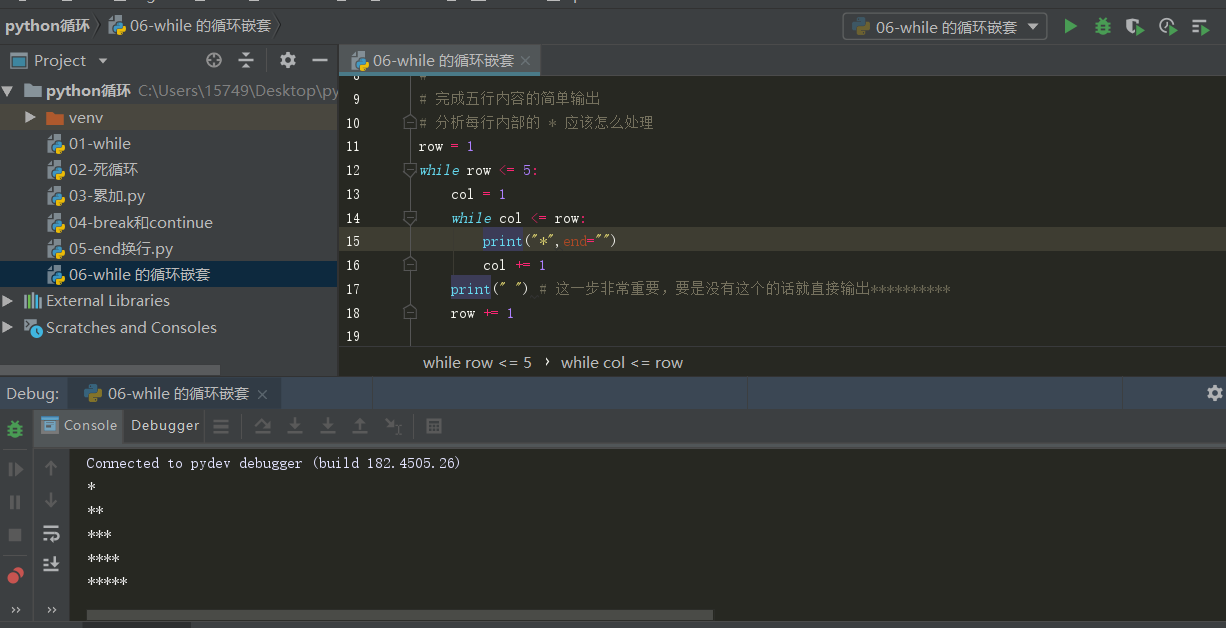 python循环 06-while 的循环嵌套
06-while 的循环嵌套
Project
06-while 的循环嵌套
python循环 C:\Users\15749\Desktop\py
venv
01-while
02-死循环
03-累加.py
04-break和continue
05-end换行.py
06-while 的循环嵌套
External Libraries
Scratches and Consoles
8 #
9 # 完成五行内容的简单输出
10 # 分析每行内部的 * 应该怎么处理
11 row = 1
12 while row <= 5:
13 col = 1
14 while col <= row:
15 print("*",end="")
16 col += 1
17 print(" ") # 这一步非常重要，要是没有这个的话就直接输出**********
18 row += 1
19
while row <= 5 › while col <= row
Debug: 06-while 的循环嵌套
Console Debugger
Connected to pydev debugger (build 182.4505.26)
*
**
***
****
*****